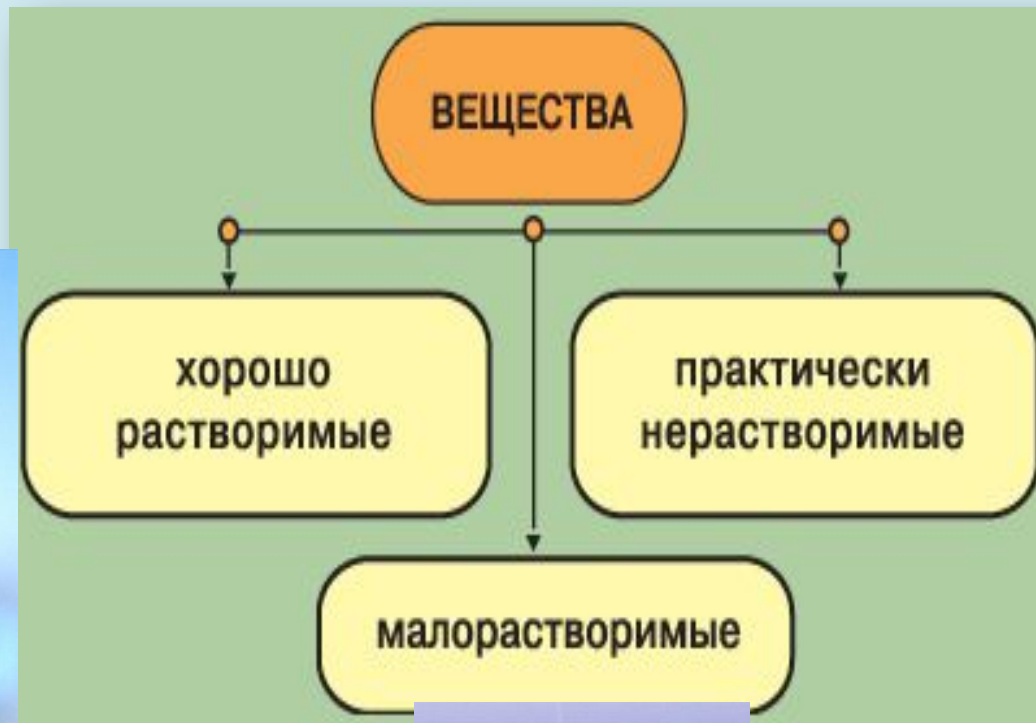 ВЕЩЕСТВА
хорошо
растворимые
практически
нерастворимые
малорастворимые